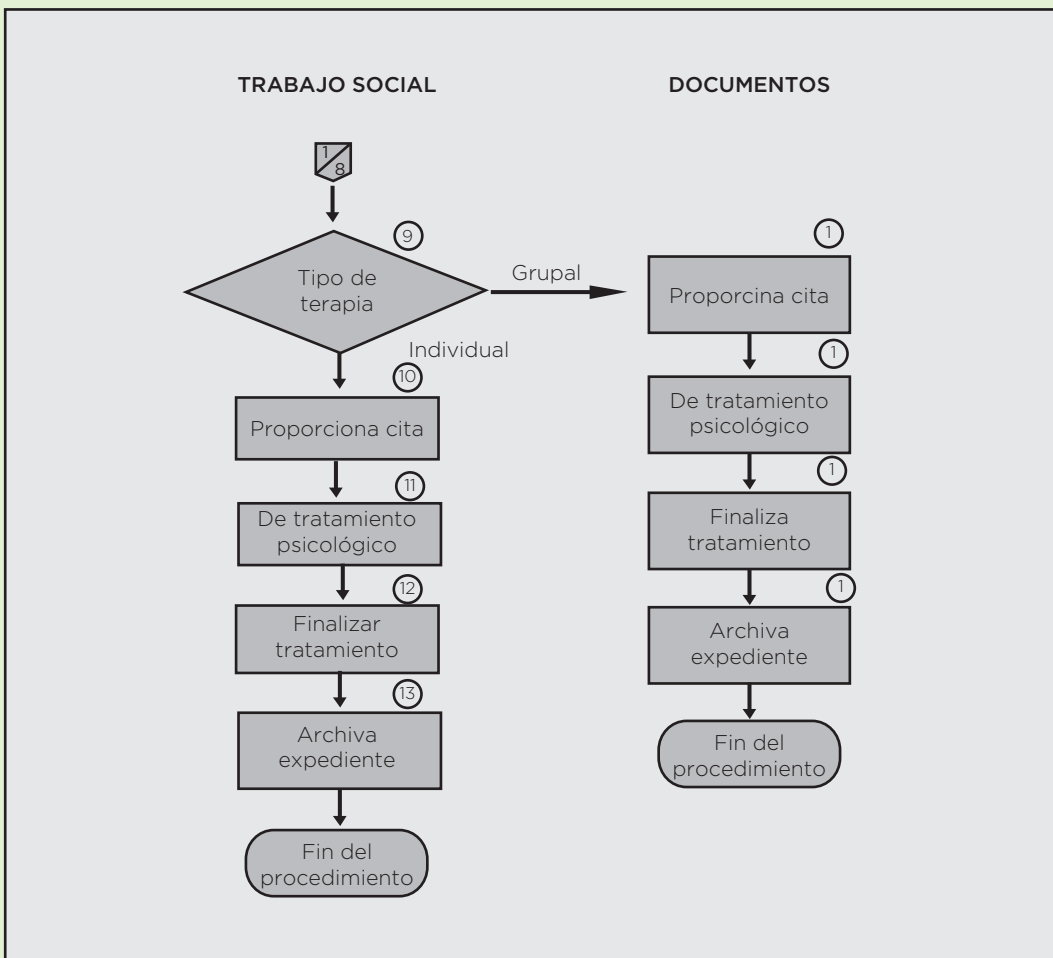 TRABAJO SOCIAL
DOCUMENTOS
1
8
9
Tipo de
terapia
Grupal
Individual
10
Proporciona cita
11
De tratamiento
psicológico
12
Finalizar
tratamiento
13
Archiva
expediente
Fin del
procedimiento
1
Proporcina cita
1
De tratamiento
psicológico
1
Finaliza
tratamiento
1
Archiva
expediente
Fin del
procedimiento